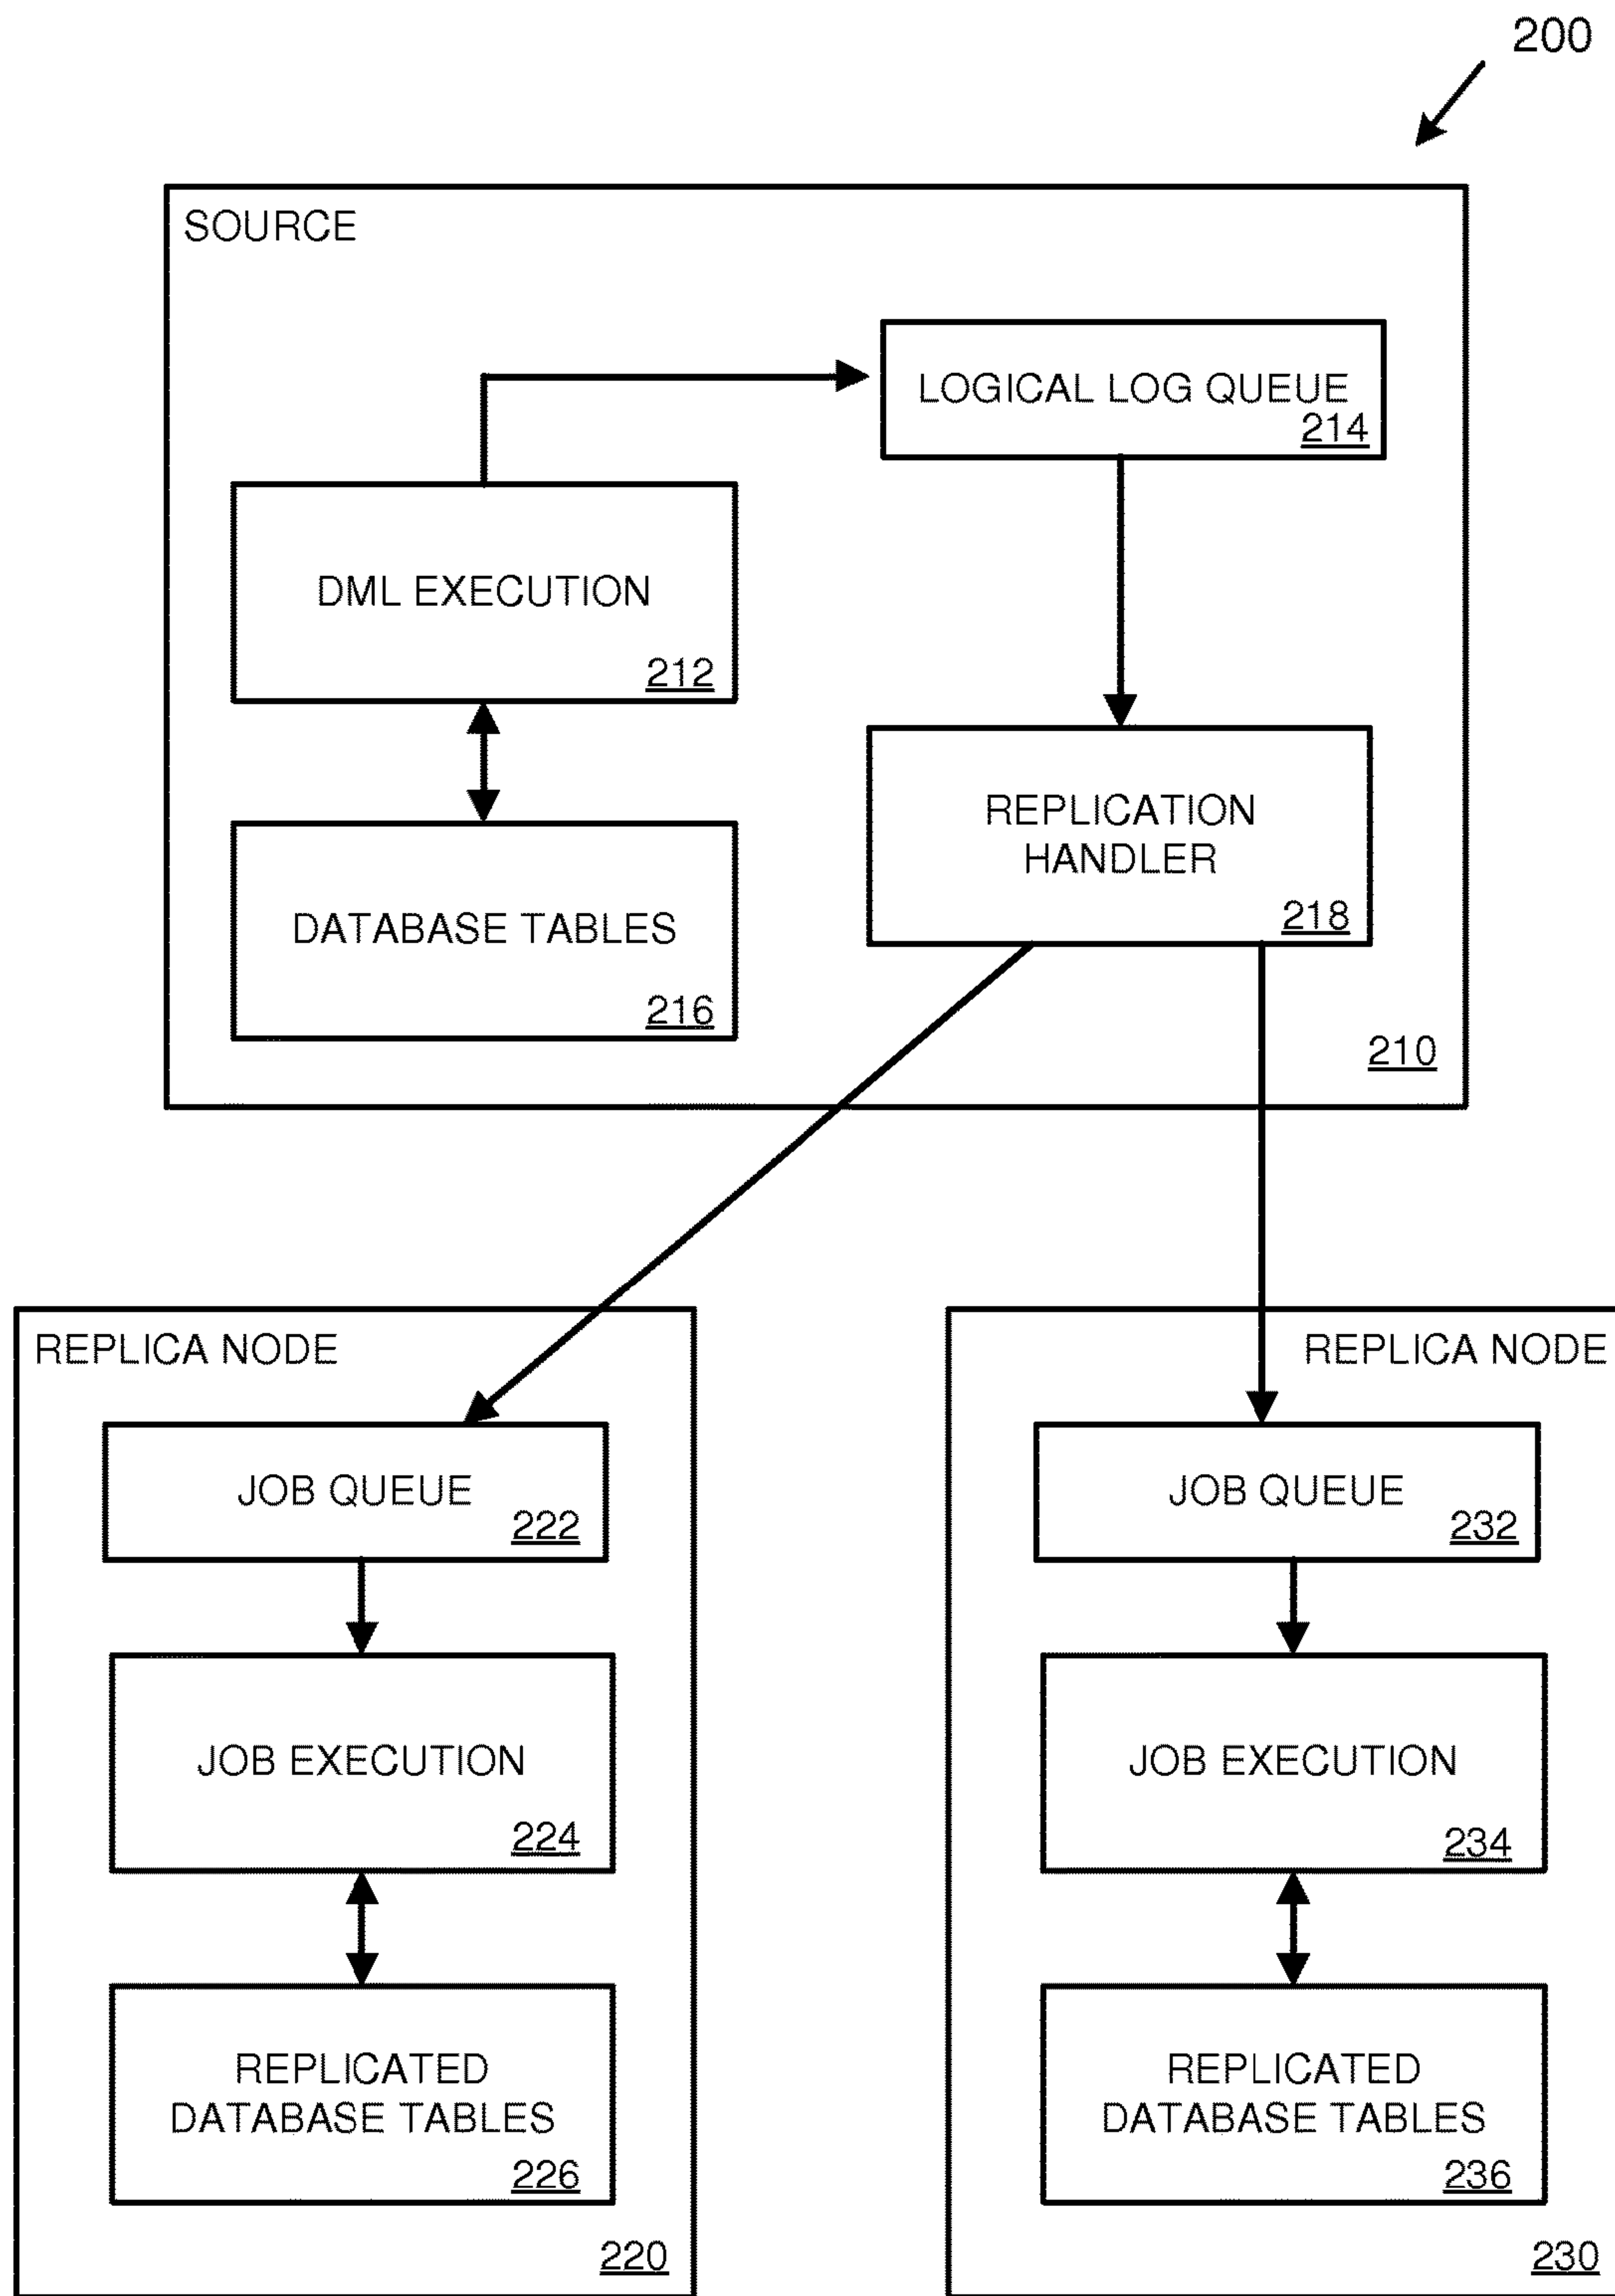 200
SOURCE
LOGICAL LOG QUEUE
214
DML EXECUTION
212
REPLICATION
HANDLER
218
DATABASE TABLES
216
210
REPLICA NODE
JOB QUEUE
222
JOB EXECUTION
224
REPLICATED
DATABASE TABLES
226
220
REPLICA NODE
JOB QUEUE
232
JOB EXECUTION
234
REPLICATED
DATABASE TABLES
236
230